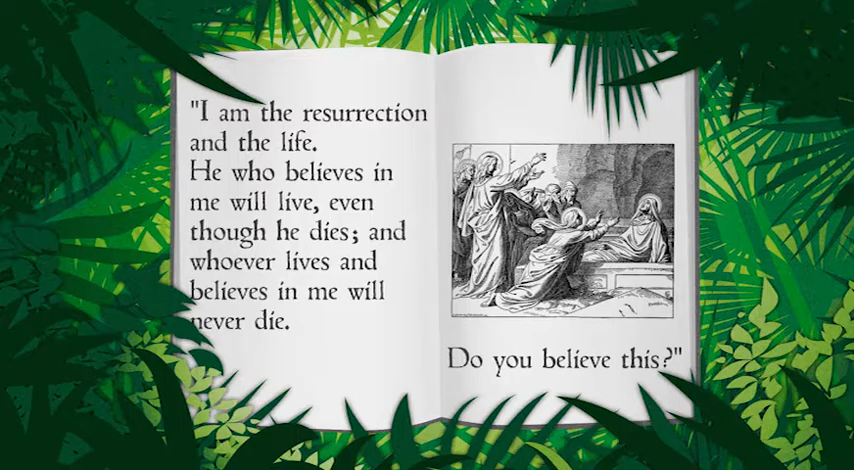 "I am the resurrection
and the life.
He who believes in
me will live, even
though he dies; and
whoever lives and
believes in me will
never die.
Do you believe this?"